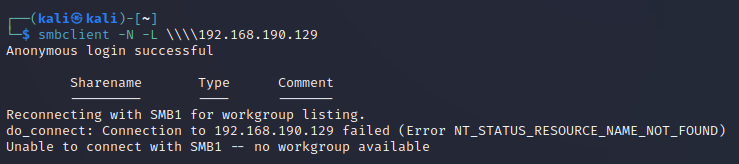 ┌──(kali㉿kali)-[~]
└─$ smbclient -N -L \\\\192.168.190.129
Anonymous login successful
Sharename Type Comment
--------- ---- -------
Reconnecting with SMB1 for workgroup listing.
do_connect: Connection to 192.168.190.129 failed (Error NT_STATUS_RESOURCE_NAME_NOT_FOUND)
Unable to connect with SMB1 -- no workgroup available